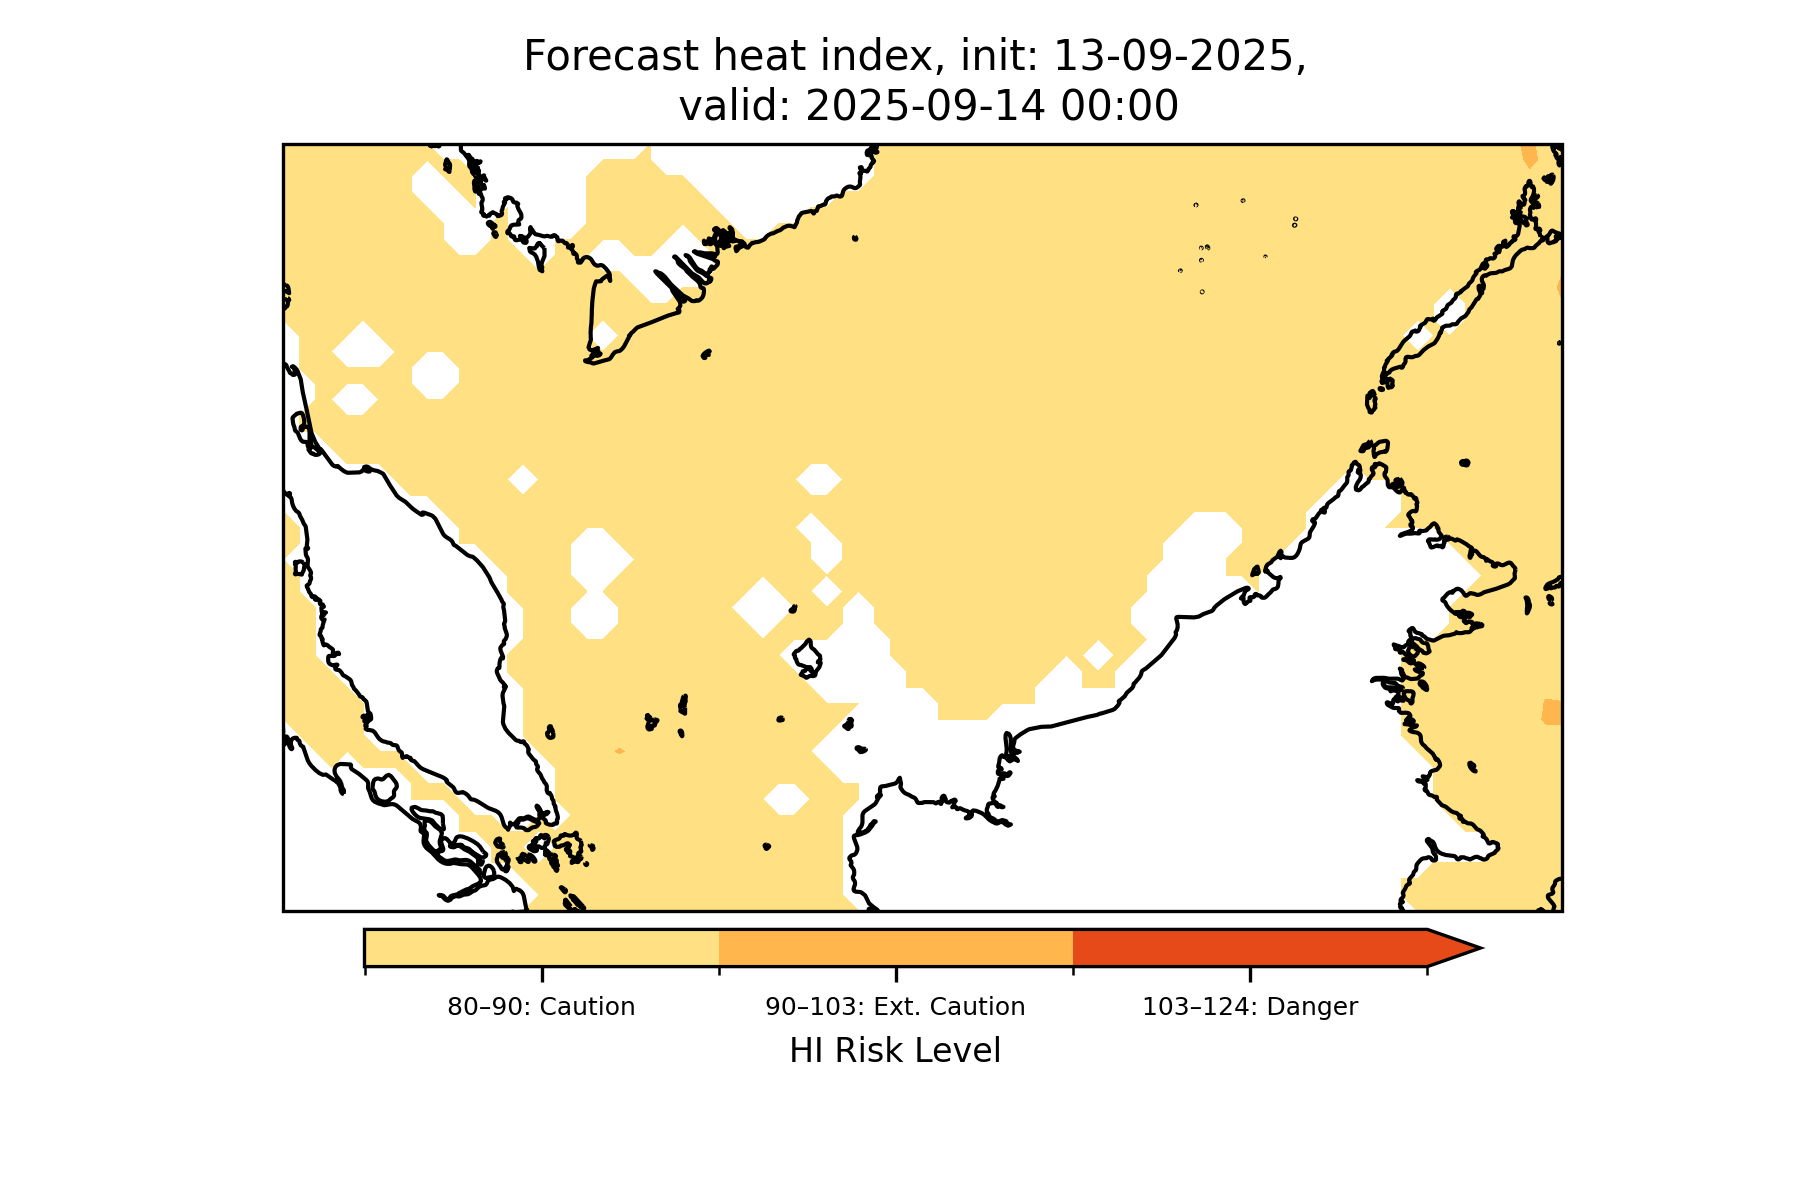 Forecast heat index, init: 13-09-2025,
valid: 2025-09-14 00:00
80–90: Caution
90–103: Ext. Caution
103–124: Danger
HI Risk Level